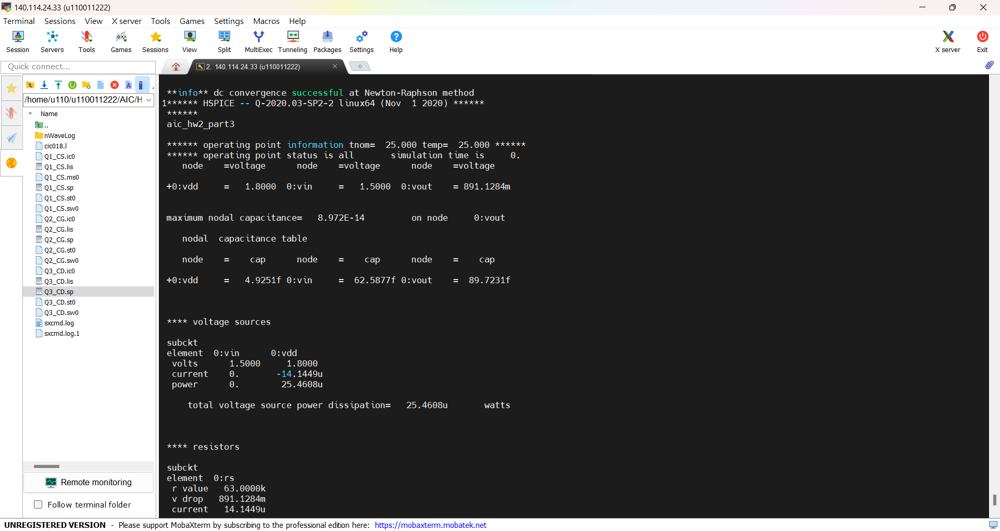 140.114.24.33 (u110011222)
Terminal Sessions View X server Tools Games Settings Macros Help
Session Servers Tools Games Sessions View Split MultiExec Tunneling Packages Settings Help X server Exit
Quick connect...
2. 140.114.24.33 (u110011222)
/home/u110/u110011222/AIC/H
Name
..
nWaveLog
cic018.l
Q1_CS.ic0
Q1_CS.lis
Q1_CS.ms0
Q1_CS.sp
Q1_CS.st0
Q1_CS.sw0
Q2_CG.ic0
Q2_CG.lis
Q2_CG.sp
Q2_CG.st0
Q2_CG.sw0
Q3_CD.ic0
Q3_CD.lis
Q3_CD.sp
Q3_CD.st0
Q3_CD.sw0
sxcmd.log
sxcmd.log.1
Remote monitoring
Follow terminal folder
**info** dc convergence successful at Newton-Raphson method
1****** HSPICE -- Q-2020.03-SP2-2 linux64 (Nov  1 2020) ******
******
aic_hw2_part3
****** operating point information tnom=  25.000 temp=  25.000 ******
****** operating point status is all       simulation time is     0.
node    =voltage      node    =voltage      node    =voltage
+0:vdd     =   1.8000  0:vin     =   1.5000  0:vout    = 891.1284m
maximum nodal capacitance=   8.972E-14         on node     0:vout
nodal  capacitance table
node    =    cap      node    =    cap      node    =    cap
+0:vdd     =   4.9251f 0:vin     =  62.5877f 0:vout    =  89.7231f
**** voltage sources
subckt
element  0:vin      0:vdd
volts      1.5000     1.8000
current    0.       -14.1449u
power      0.        25.4608u
total voltage source power dissipation=   25.4608u       watts
**** resistors
subckt
element  0:rs
r value   63.0000k
v drop   891.1284m
current   14.1449u
UNREGISTERED VERSION - Please support MobaXterm by subscribing to the professional edition here: https://mobaxterm.mobatek.net